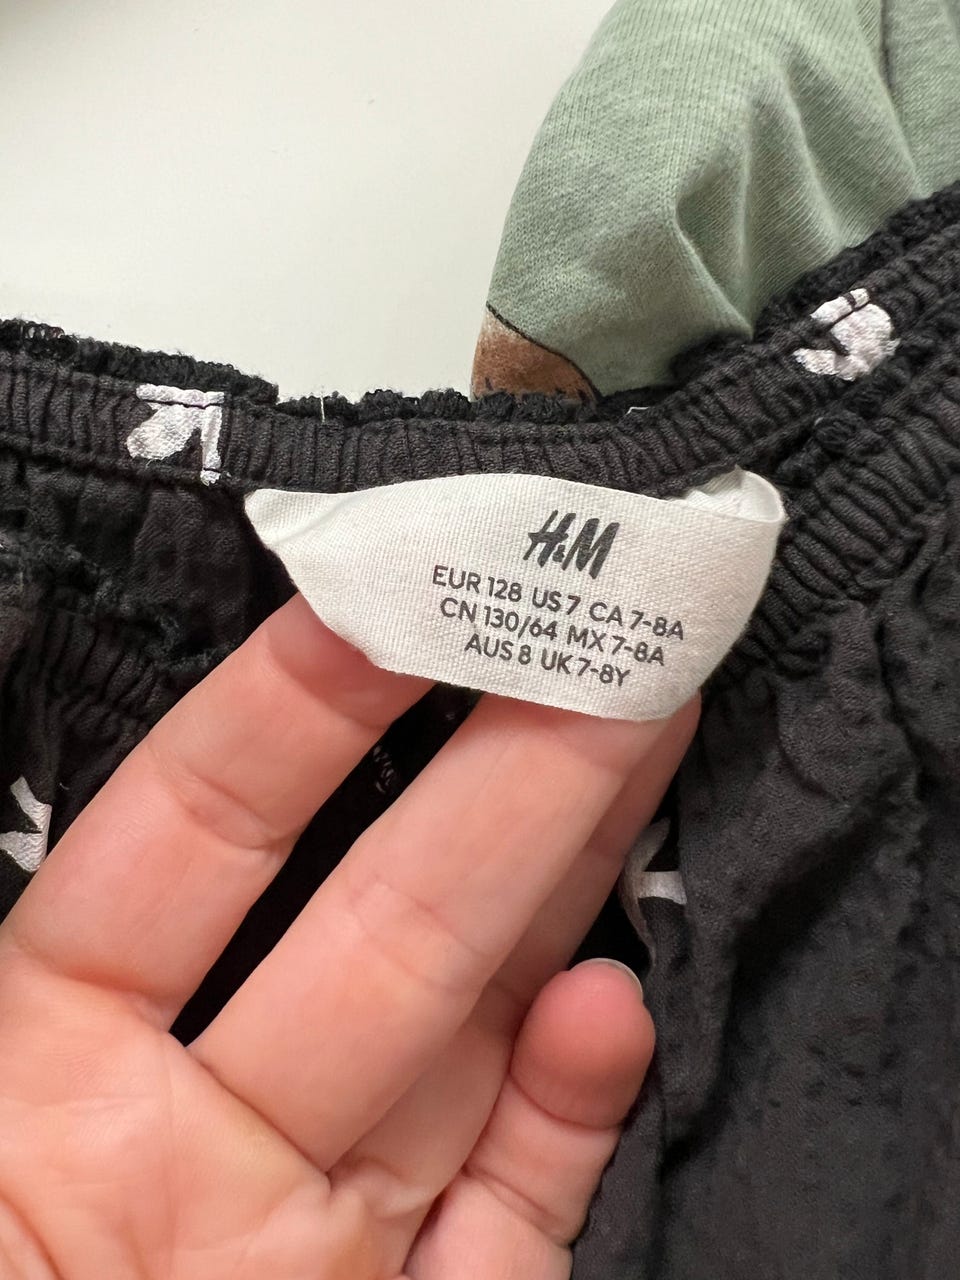 H&M
EUR 128 US 7 CA 7-8A
CN 130/64 MX 7-8A
AUS 8 UK 7-8Y